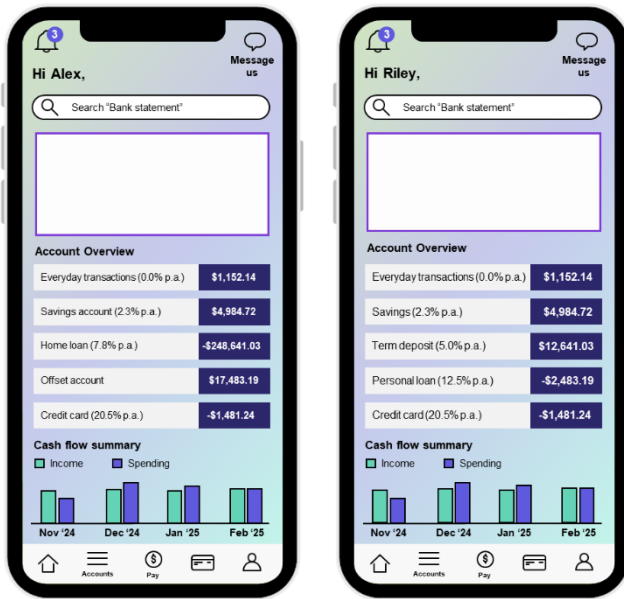 3
Message
us
Hi Alex,
Search "Bank statement"
Account Overview
Everyday transactions (0.0% p.a.) $1,152.14
Savings account (2.3% p.a.) $4,984.72
Home loan (7.8% p.a.) -$248,641.03
Offset account $17,483.19
Credit card (20.5% p.a.) -$1,481.24
Cash flow summary
Income Spending
Nov '24 Dec '24 Jan '25 Feb '25
Accounts
$
Pay
3
Message
us
Hi Riley,
Search "Bank statement"
Account Overview
Everyday transactions (0.0% p.a.) $1,152.14
Savings (2.3% p.a.) $4,984.72
Term deposit (5.0% p.a.) $12,641.03
Personal loan (12.5% p.a.) -$2,483.19
Credit card (20.5% p.a.) -$1,481.24
Cash flow summary
Income Spending
Nov '24 Dec '24 Jan '25 Feb '25
Accounts
$
Pay